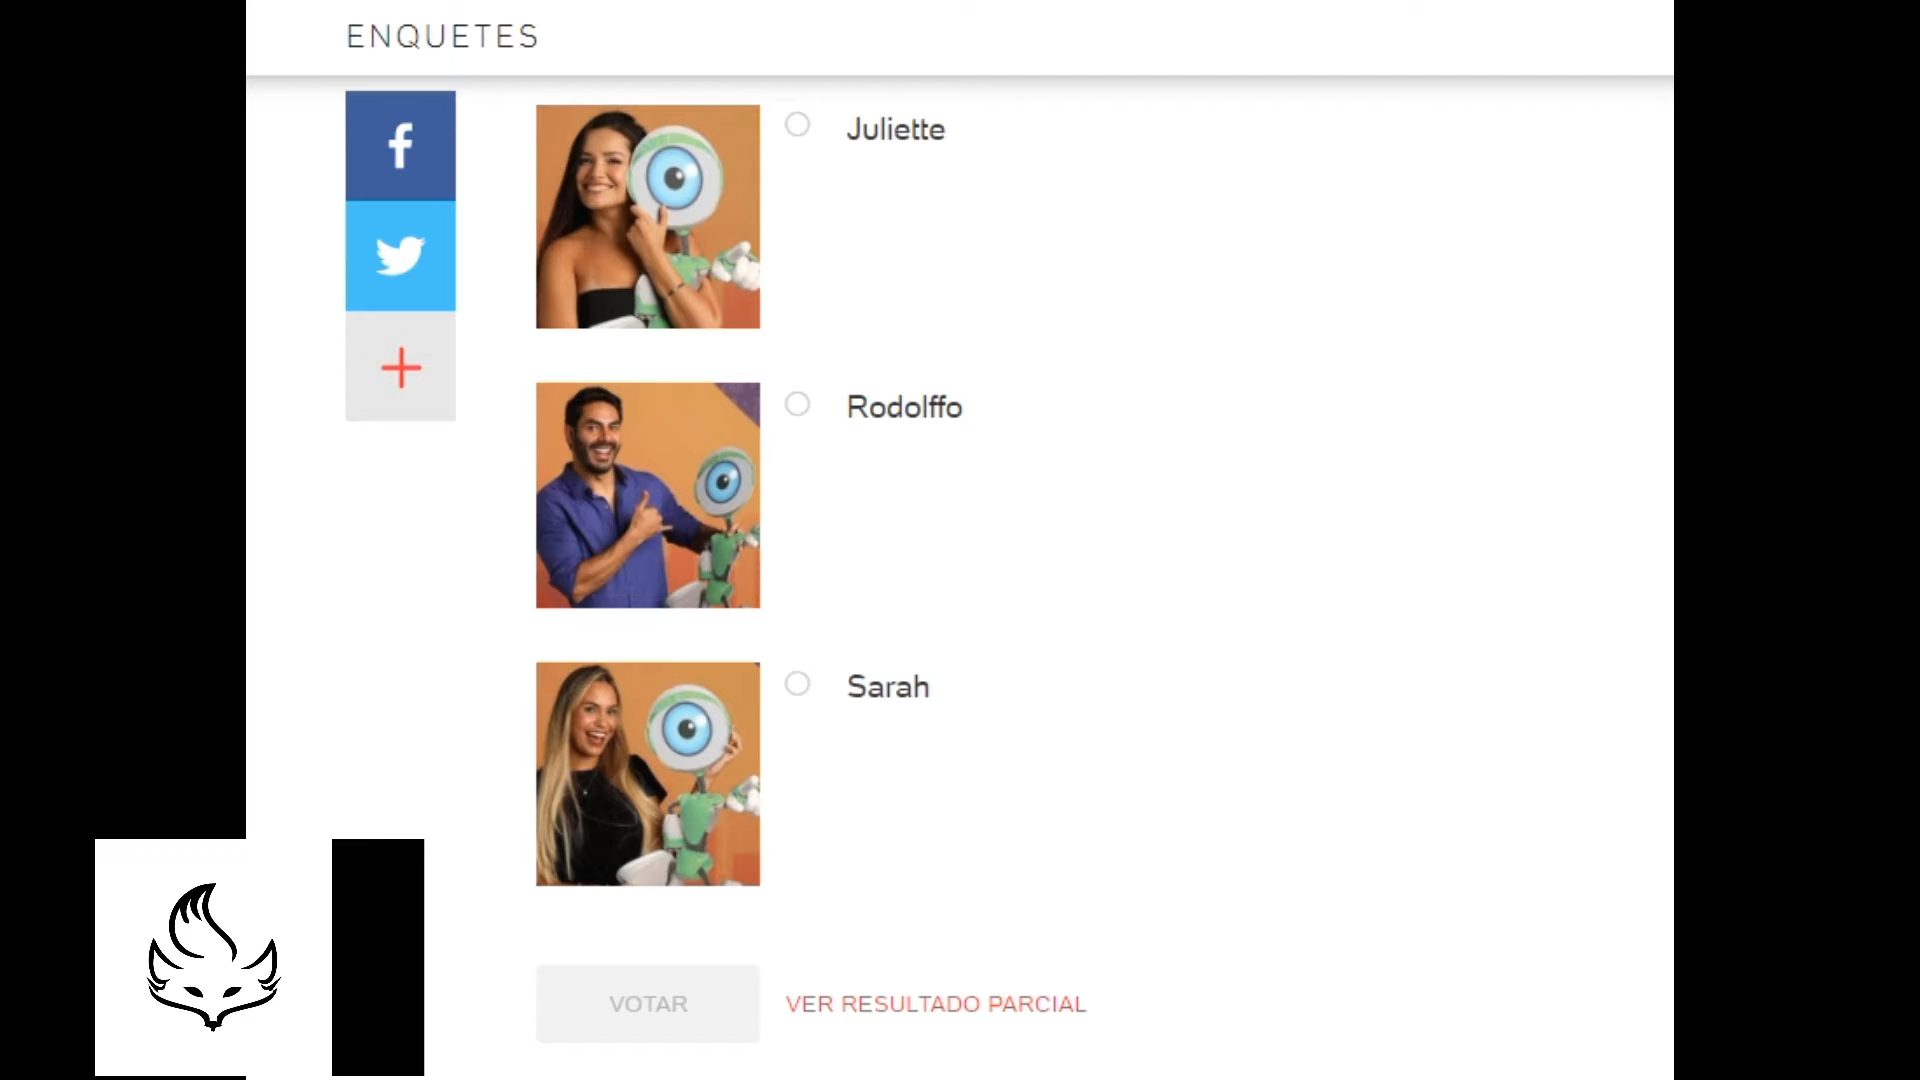 ENQUETES
Juliette
Rodolffo
Sarah
VOTAR
VER RESULTADO PARCIAL